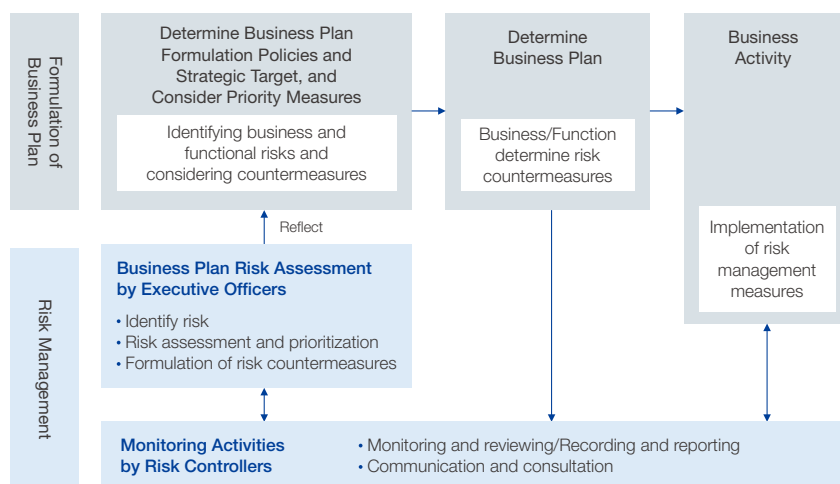 Formulation of
Business Plan
Determine Business Plan
Formulation Policies and
Strategic Target, and
Consider Priority Measures
Identifying business and
functional risks and
considering countermeasures
Determine
Business Plan
Business/Function
determine risk
countermeasures
Business
Activity
Implementation
of risk
management
measures
Reflect
Risk Management
Business Plan Risk Assessment
by Executive Officers
• Identify risk
• Risk assessment and prioritization
• Formulation of risk countermeasures
Monitoring Activities
by Risk Controllers
• Monitoring and reviewing/Recording and reporting
• Communication and consultation